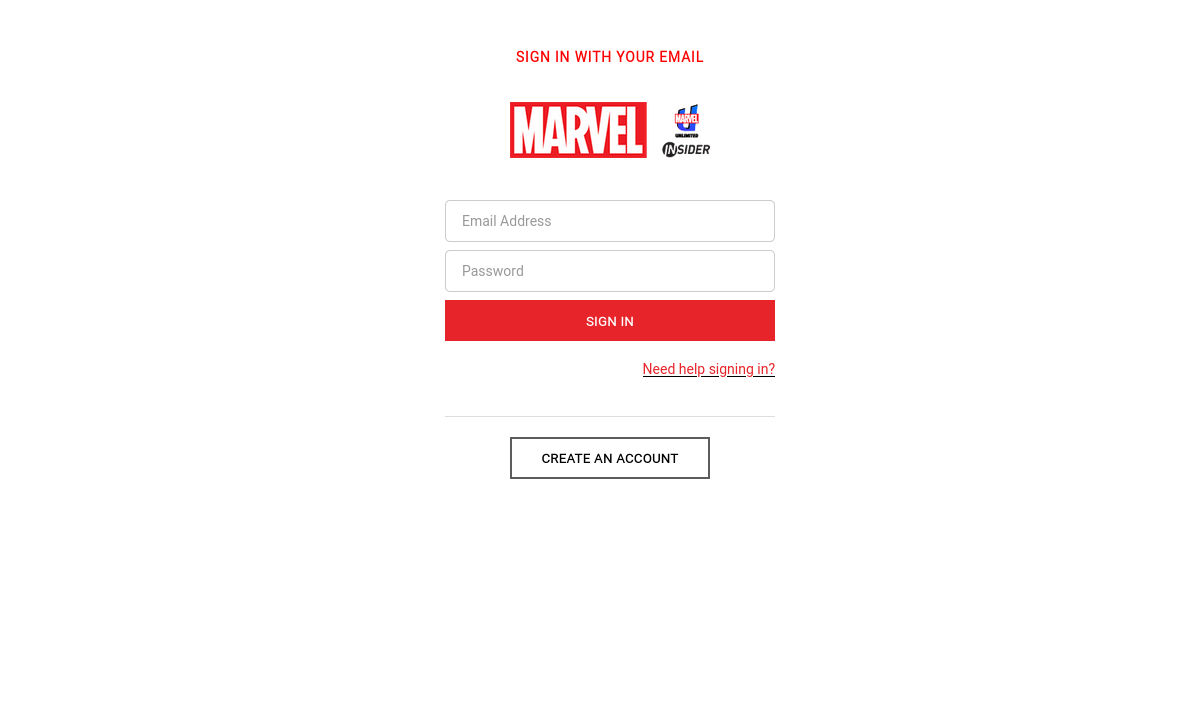 SIGN IN WITH YOUR EMAIL
MARVEL
MARVEL
UNLIMITED
INSIDER
Email Address
Password
SIGN IN
Need help signing in?
CREATE AN ACCOUNT